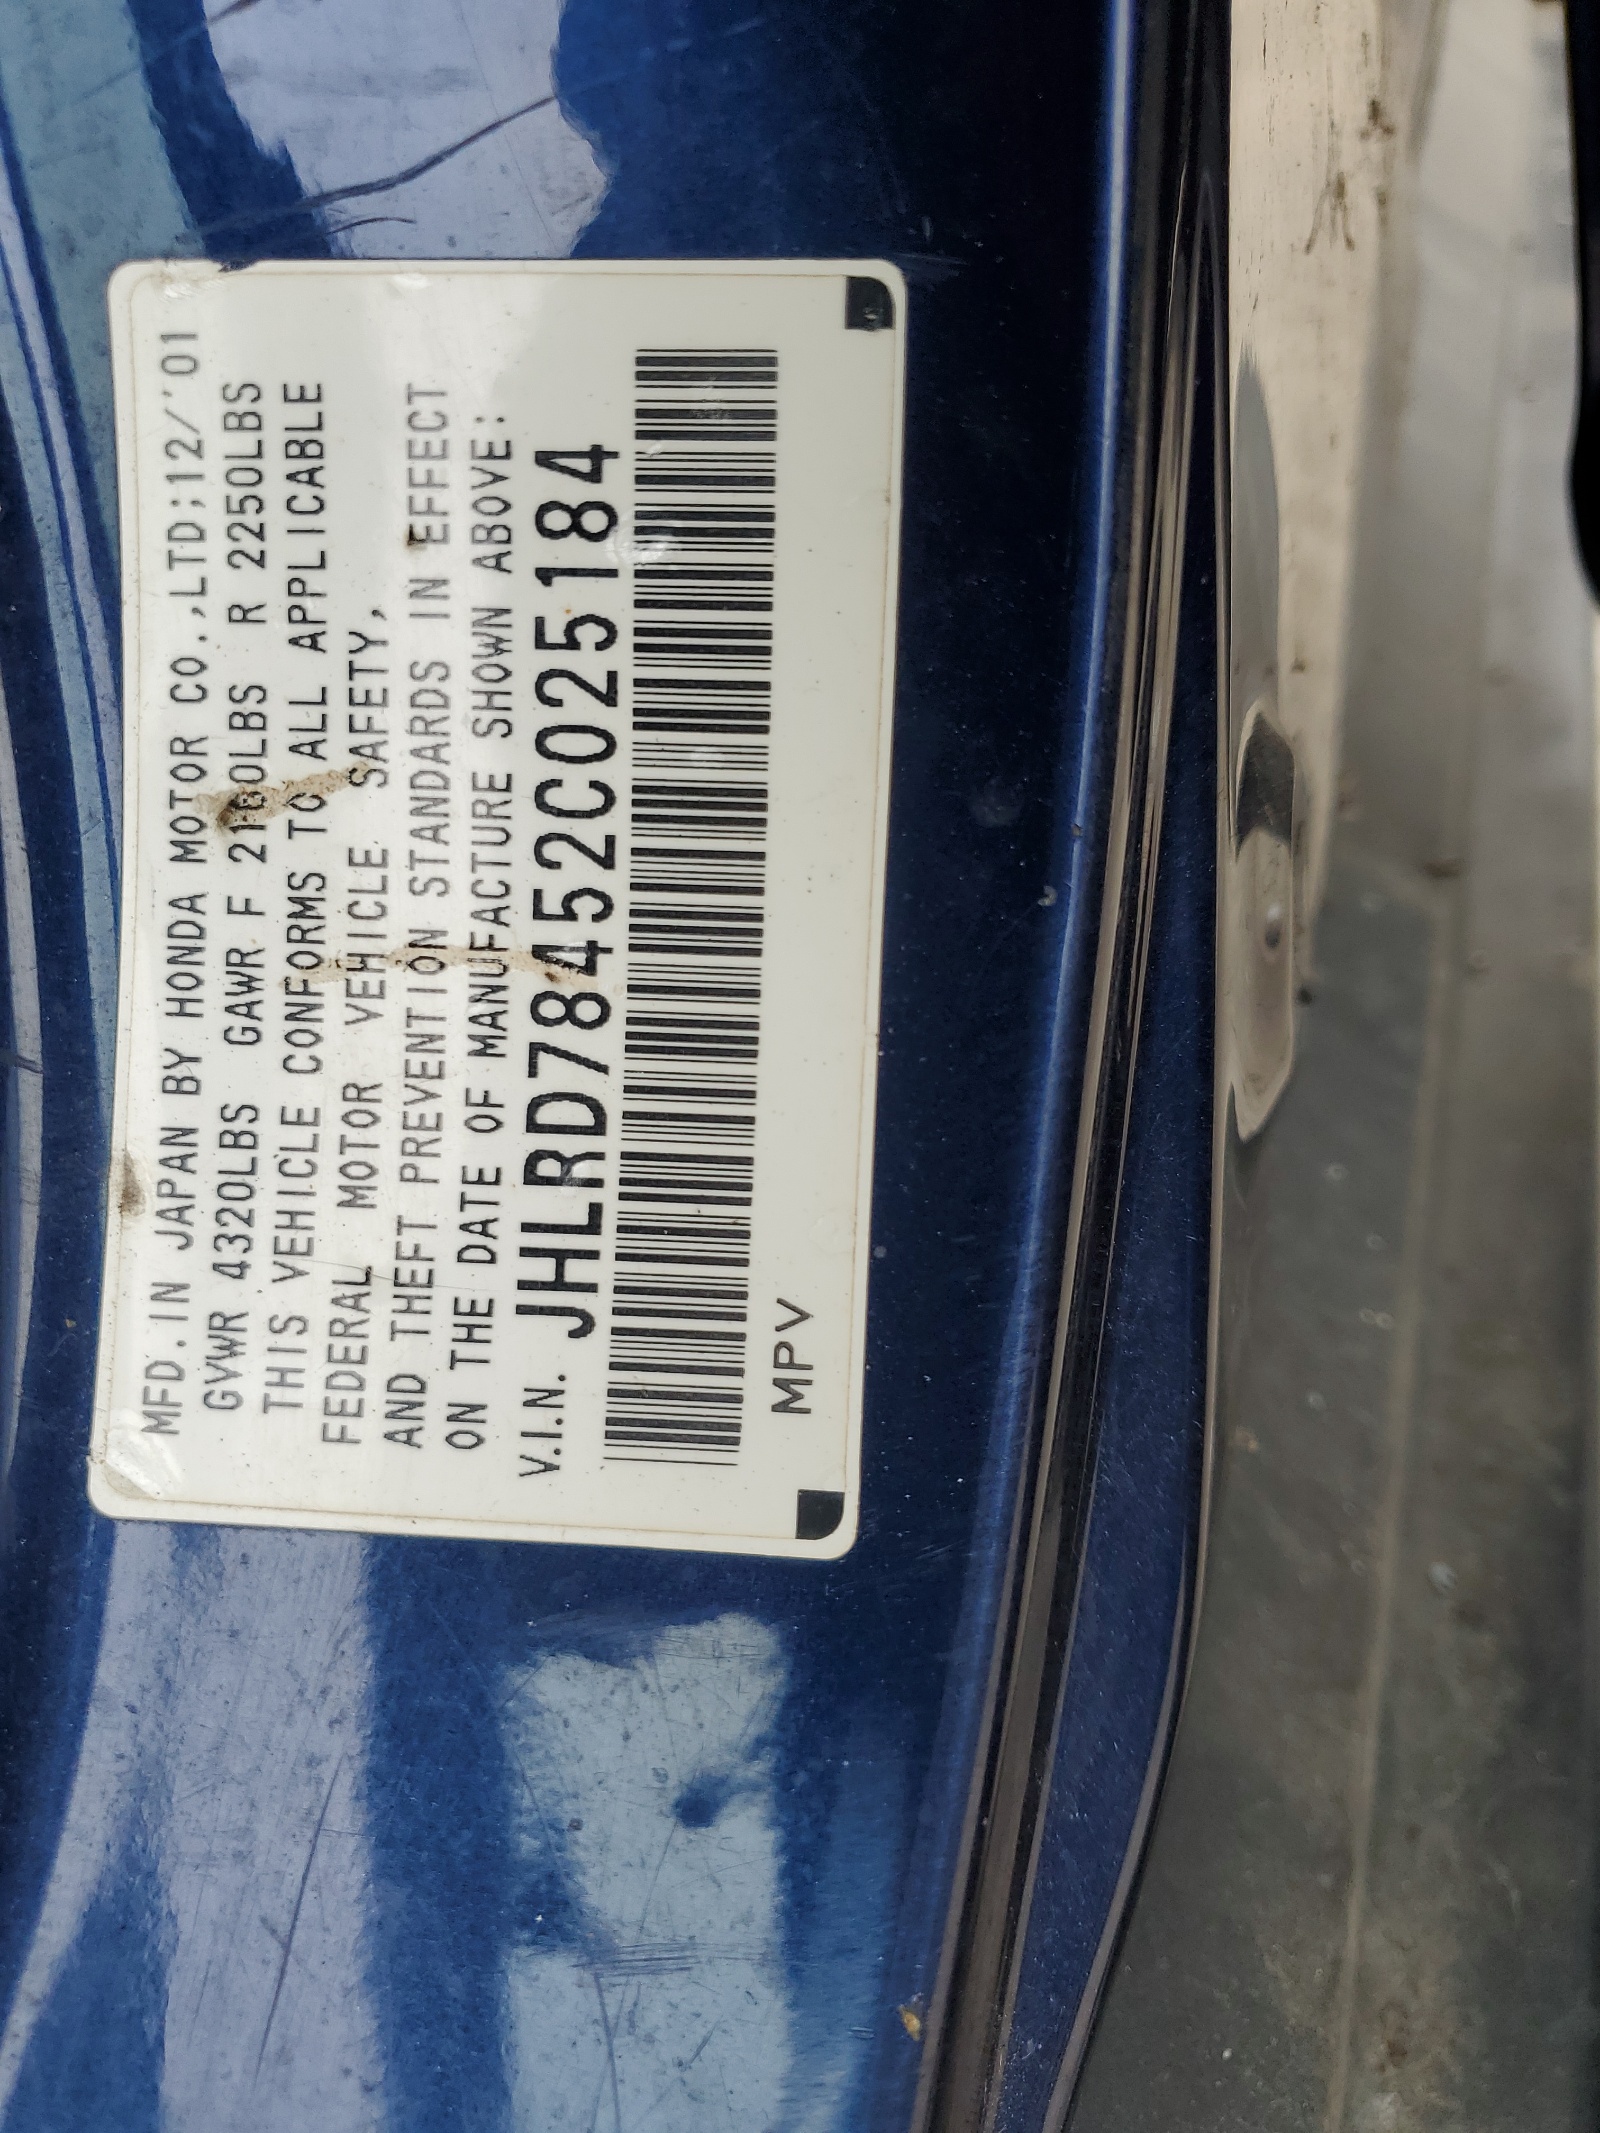 MFD. IN JAPAN BY HONDA MOTOR CO.,LTD;12/'01
GVWR 4320LBS GAWR F 2160LBS R 2250LBS
THIS VEHICLE CONFORMS TO ALL APPLICABLE
FEDERAL MOTOR VEHICLE SAFETY,
AND THEFT PREVENTION STANDARDS IN EFFECT
ON THE DATE OF MANUFACTURE SHOWN ABOVE:
V.I.N. JHLRD78452C025184
MPV